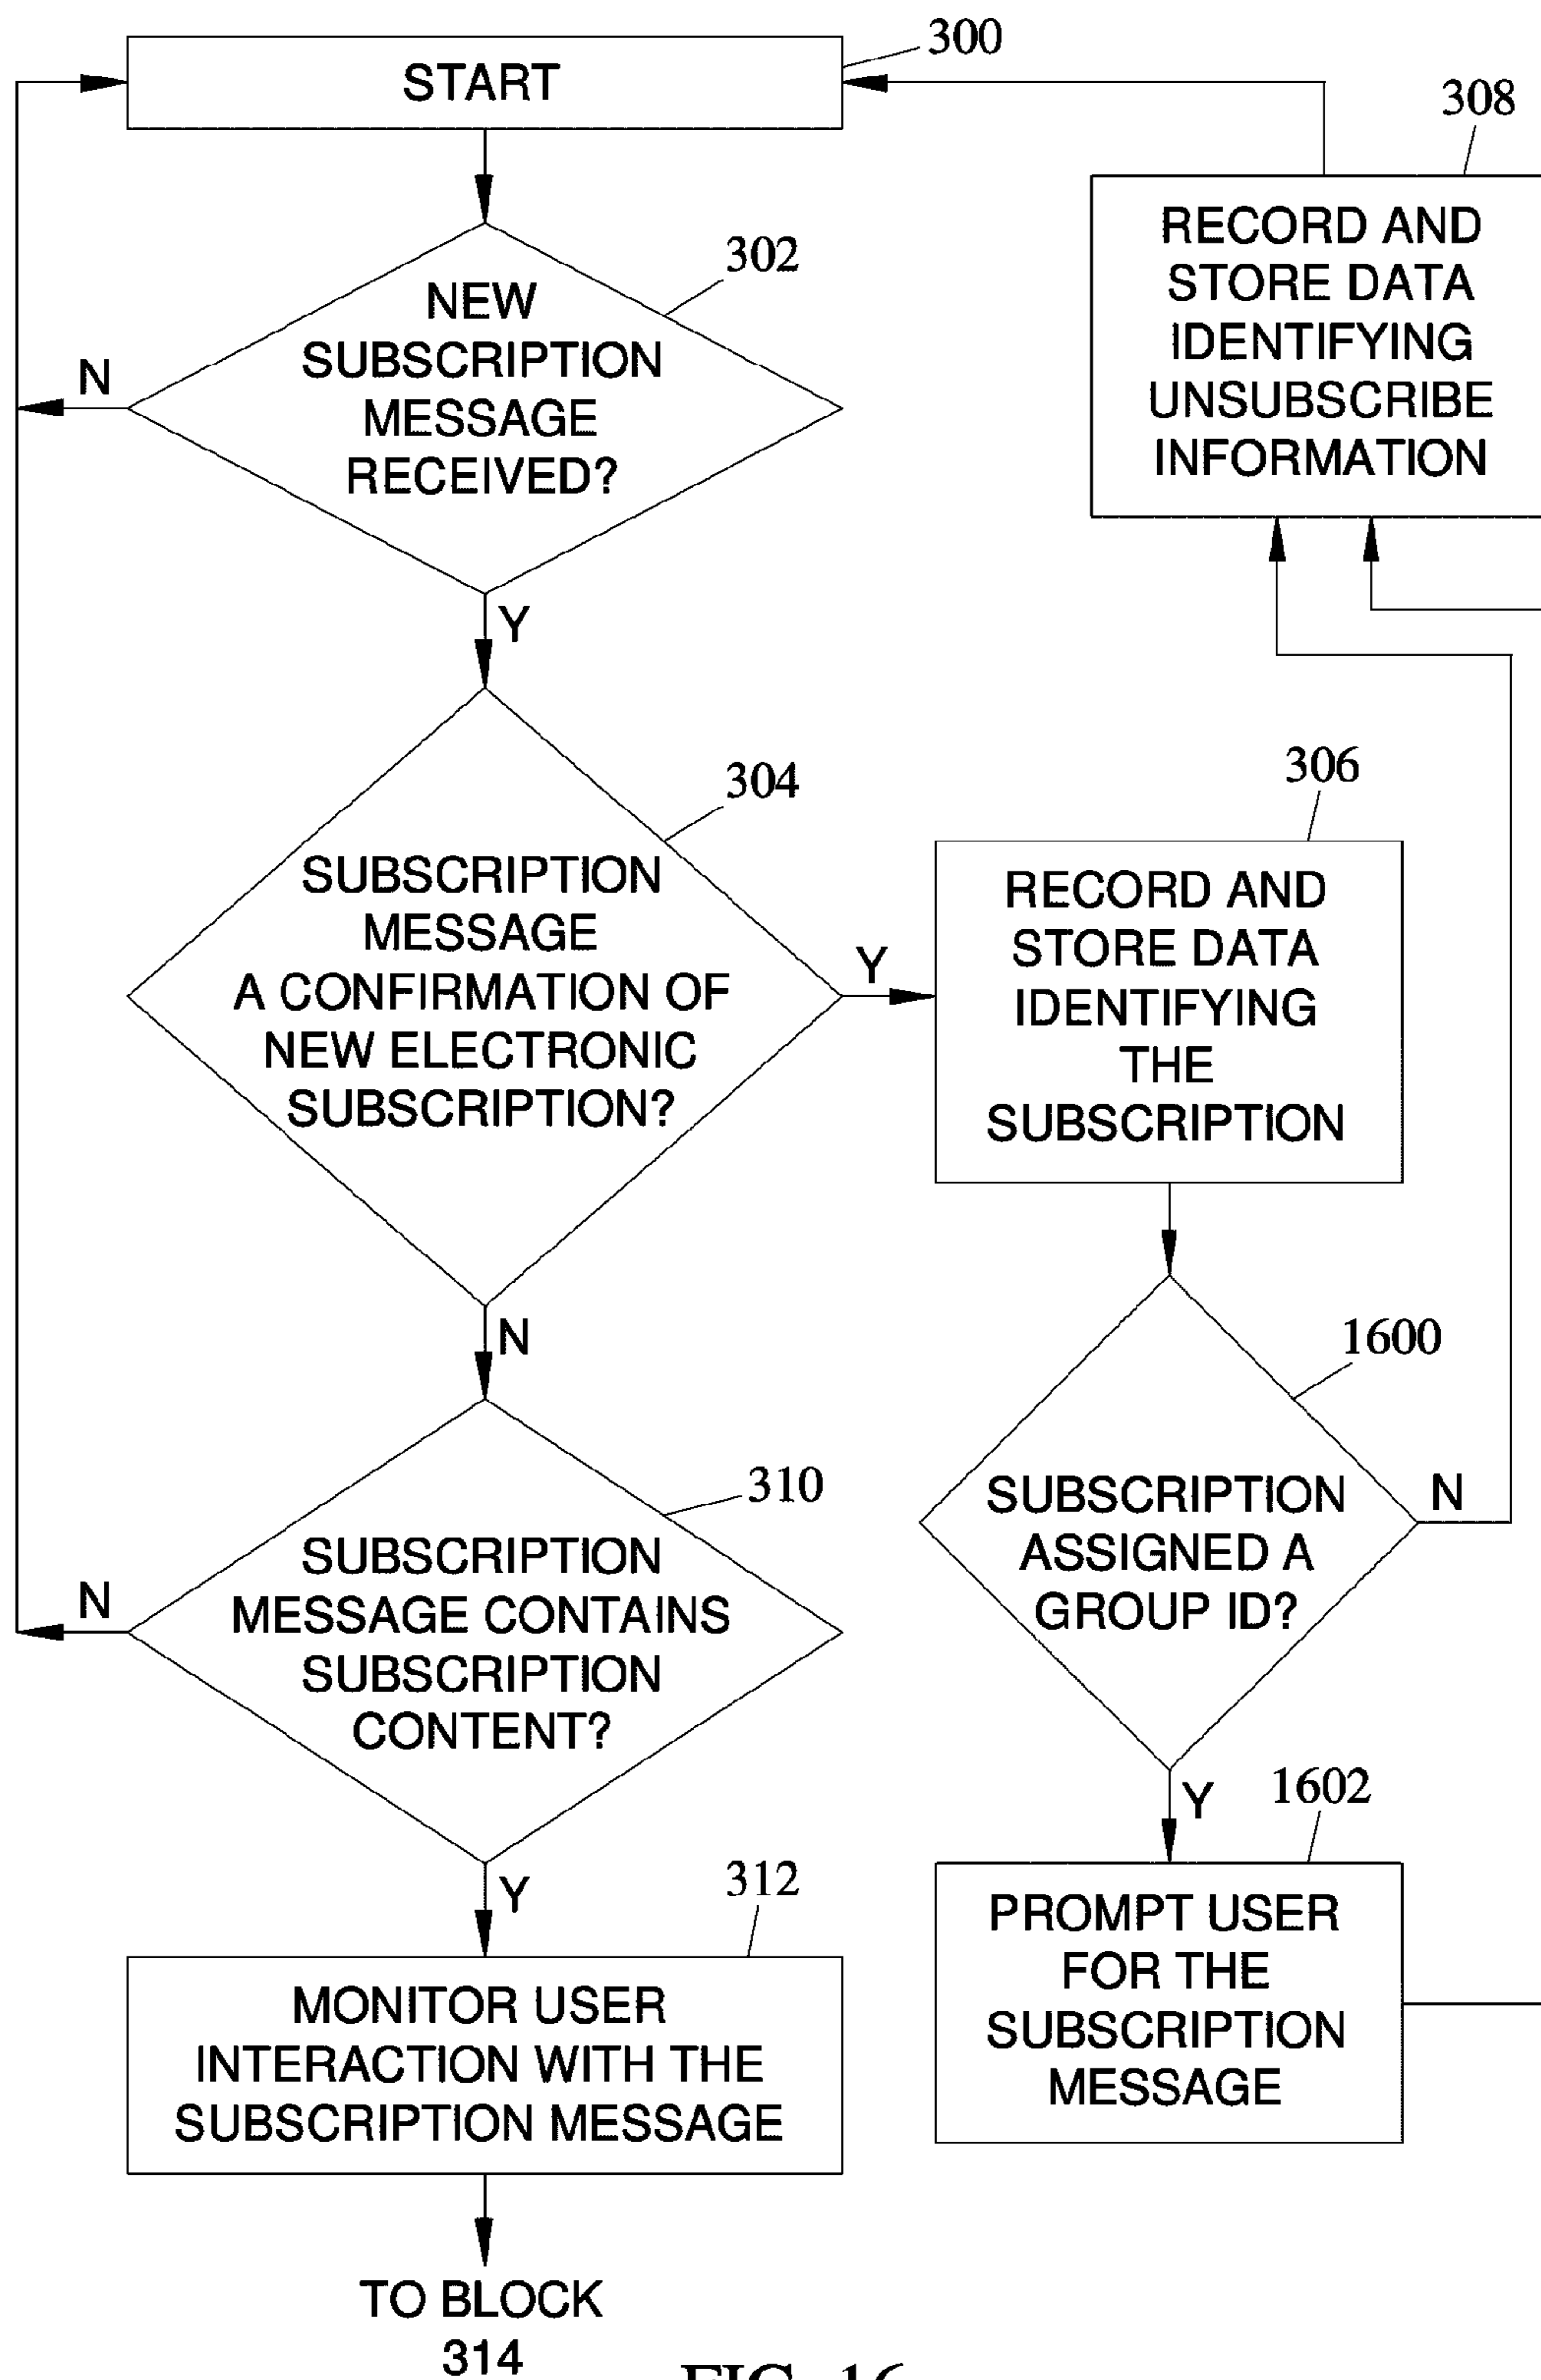 300
START
308
RECORD AND
STORE DATA
IDENTIFYING
UNSUBSCRIBE
INFORMATION
302
NEW
SUBSCRIPTION
MESSAGE
RECEIVED?
N
Y
304
SUBSCRIPTION
MESSAGE
A CONFIRMATION OF
NEW ELECTRONIC
SUBSCRIPTION?
Y
306
RECORD AND
STORE DATA
IDENTIFYING
THE
SUBSCRIPTION
N
1600
SUBSCRIPTION
ASSIGNED A
GROUP ID?
N
310
SUBSCRIPTION
MESSAGE CONTAINS
SUBSCRIPTION
CONTENT?
N
Y
Y
1602
PROMPT USER
FOR THE
SUBSCRIPTION
MESSAGE
312
MONITOR USER
INTERACTION WITH THE
SUBSCRIPTION MESSAGE
TO BLOCK
314
FIG. 16